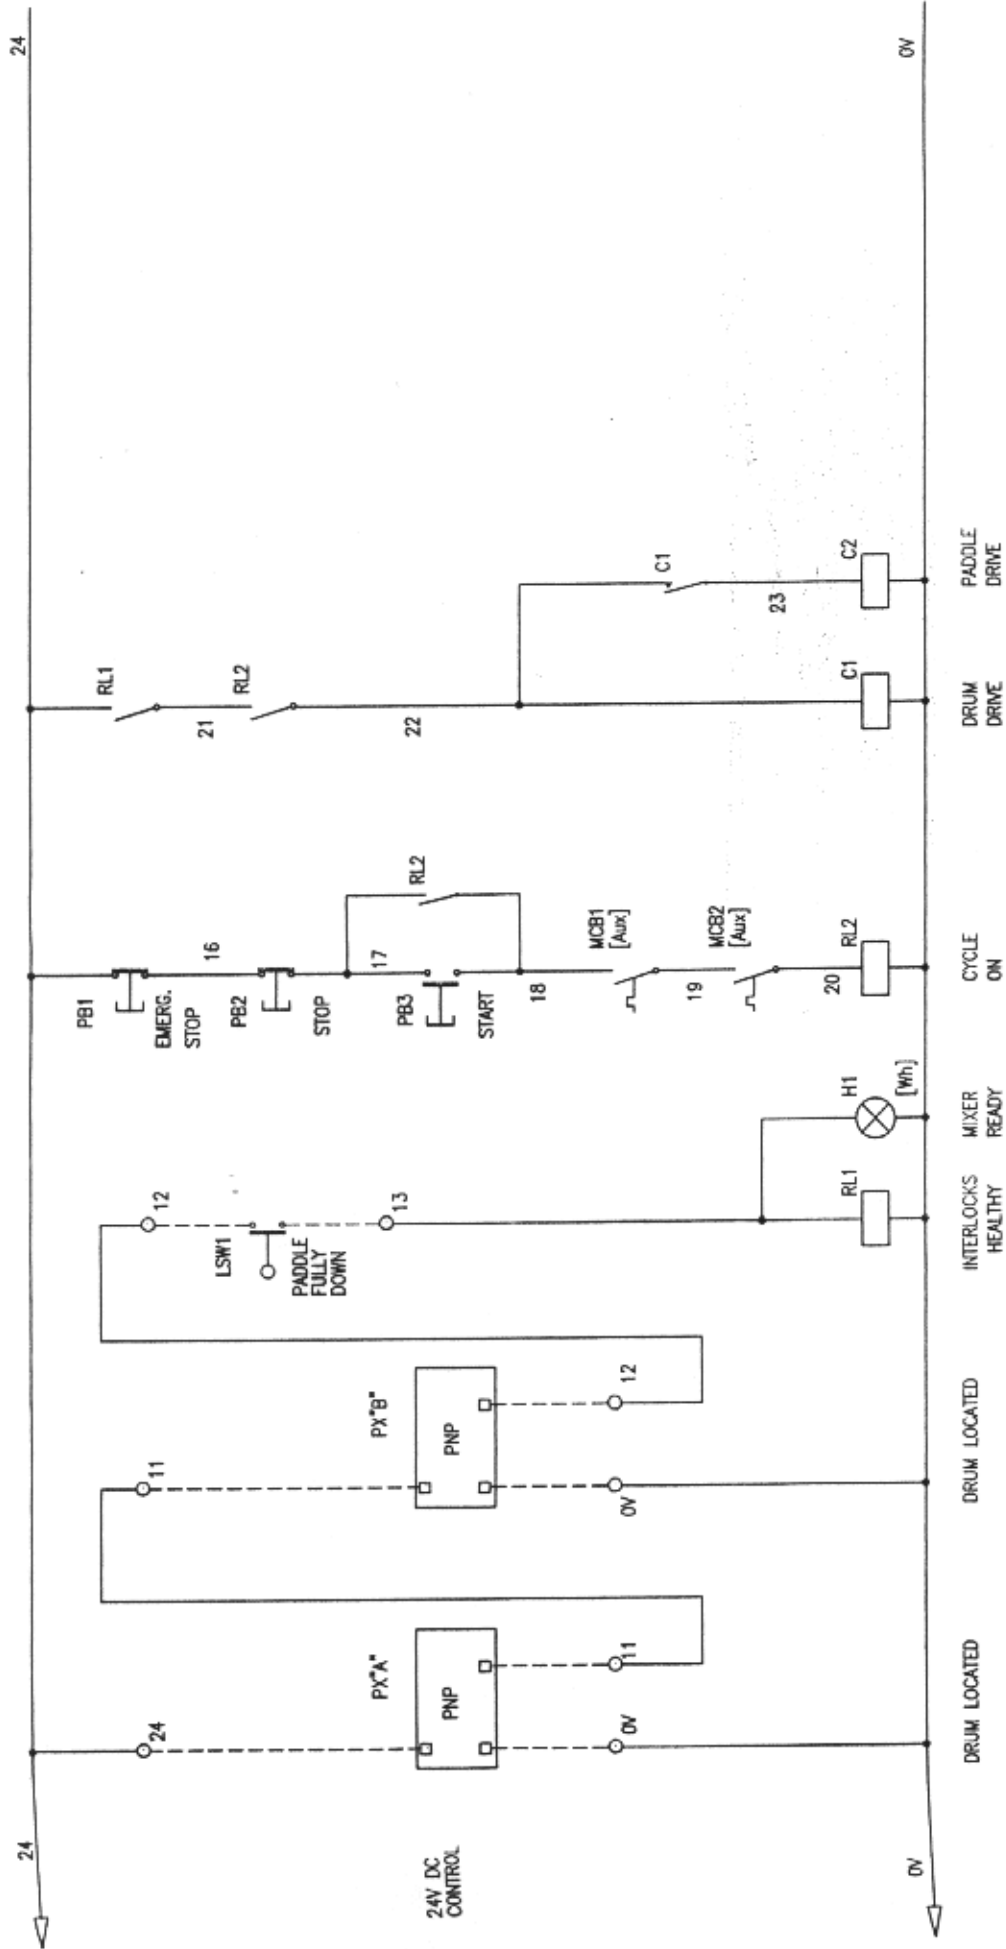 24
24
24V DC
CONTROL
0V
0V
24
PX"A"
PNP
0V
11
DRUM LOCATED
11
PX"B"
PNP
0V
12
DRUM LOCATED
12
LSW1
PADDLE
FULLY
DOWN
13
RL1
INTERLOCKS
HEALTHY
H1
[Wh]
MIXER
READY
PB1
EMERG.
STOP
16
PB2
STOP
17
RL2
PB3
START
18
MCB1
[Aux]
19
MCB2
[Aux]
20
RL2
CYCLE
ON
RL1
21
RL2
22
C1
DRUM
DRIVE
C1
23
C2
PADDLE
DRIVE